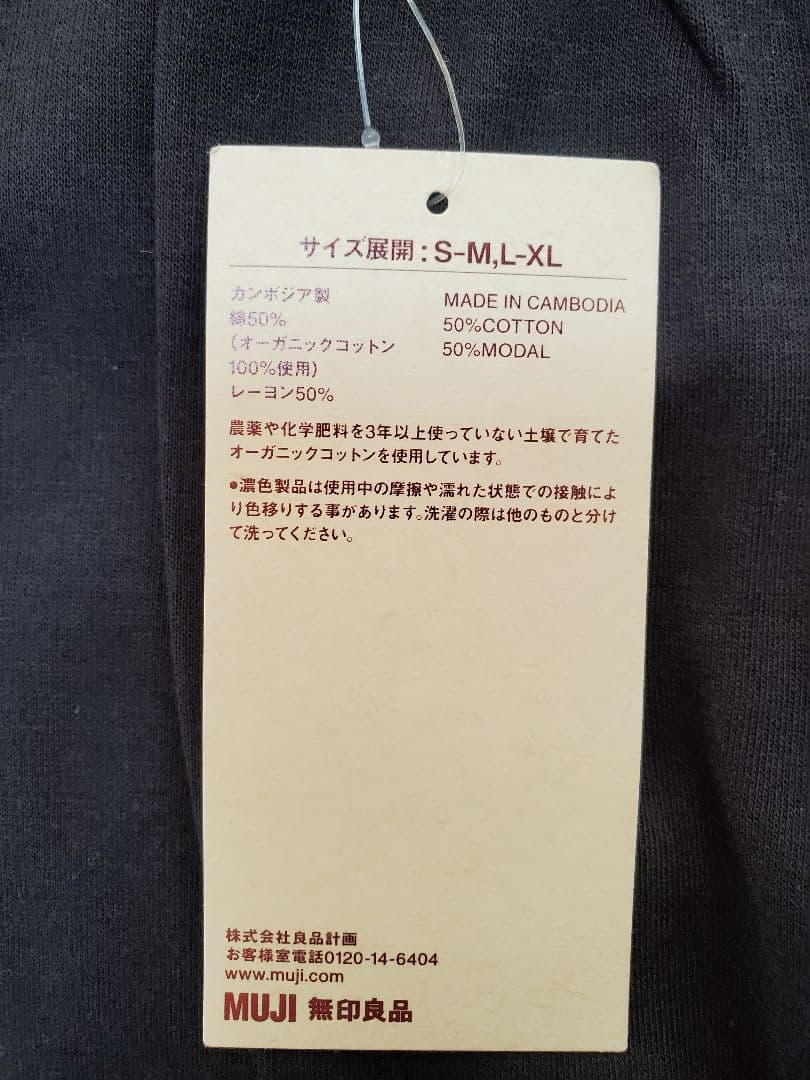 サイズ展開:S-M,L-XL
カンボジア製
綿50%
(オーガニックコットン
100%使用)
レーヨン50%
MADE IN CAMBODIA
50%COTTON
50%MODAL
農薬や化学肥料を3年以上使っていない土壌で育てた
オーガニックコットンを使用しています。
●濃色製品は使用中の摩擦や濡れた状態での接触によ
り色移りする事があります。洗濯の際は他のものと分け
て洗ってください。
株式会社良品計画
お客様室電話0120-14-6404
www.muji.com
MUJI 無印良品